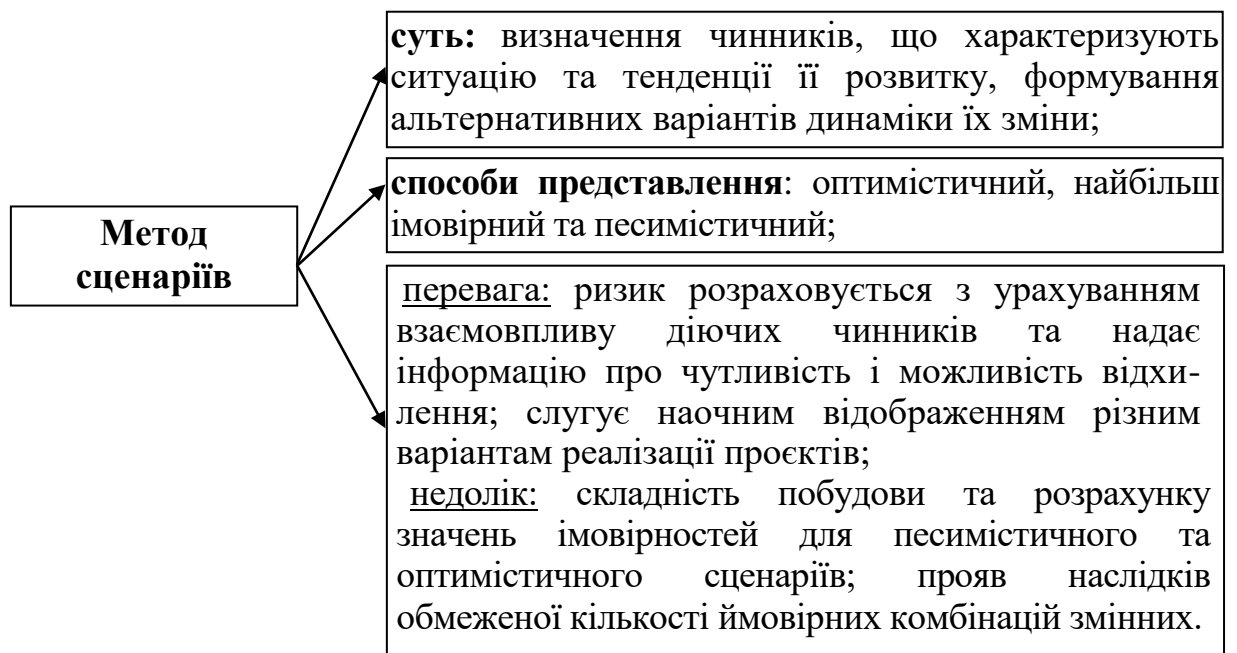 суть: визначення чинників, що характеризують
ситуацію та тенденції її розвитку, формування
альтернативних варіантів динаміки їх зміни;
способи представлення: оптимістичний, найбільш
імовірний та песимістичний;
Метод
сценаріїв
перевага: ризик розраховується з урахуванням
взаємовпливу діючих чинників та надає
інформацію про чутливість і можливість відхи-
лення; слугує наочним відображенням різним
варіантам реалізації проєктів;
недолік: складність побудови та розрахунку
значень імовірностей для песимістичного та
оптимістичного сценаріїв; прояв наслідків
обмеженої кількості ймовірних комбінацій змінних.